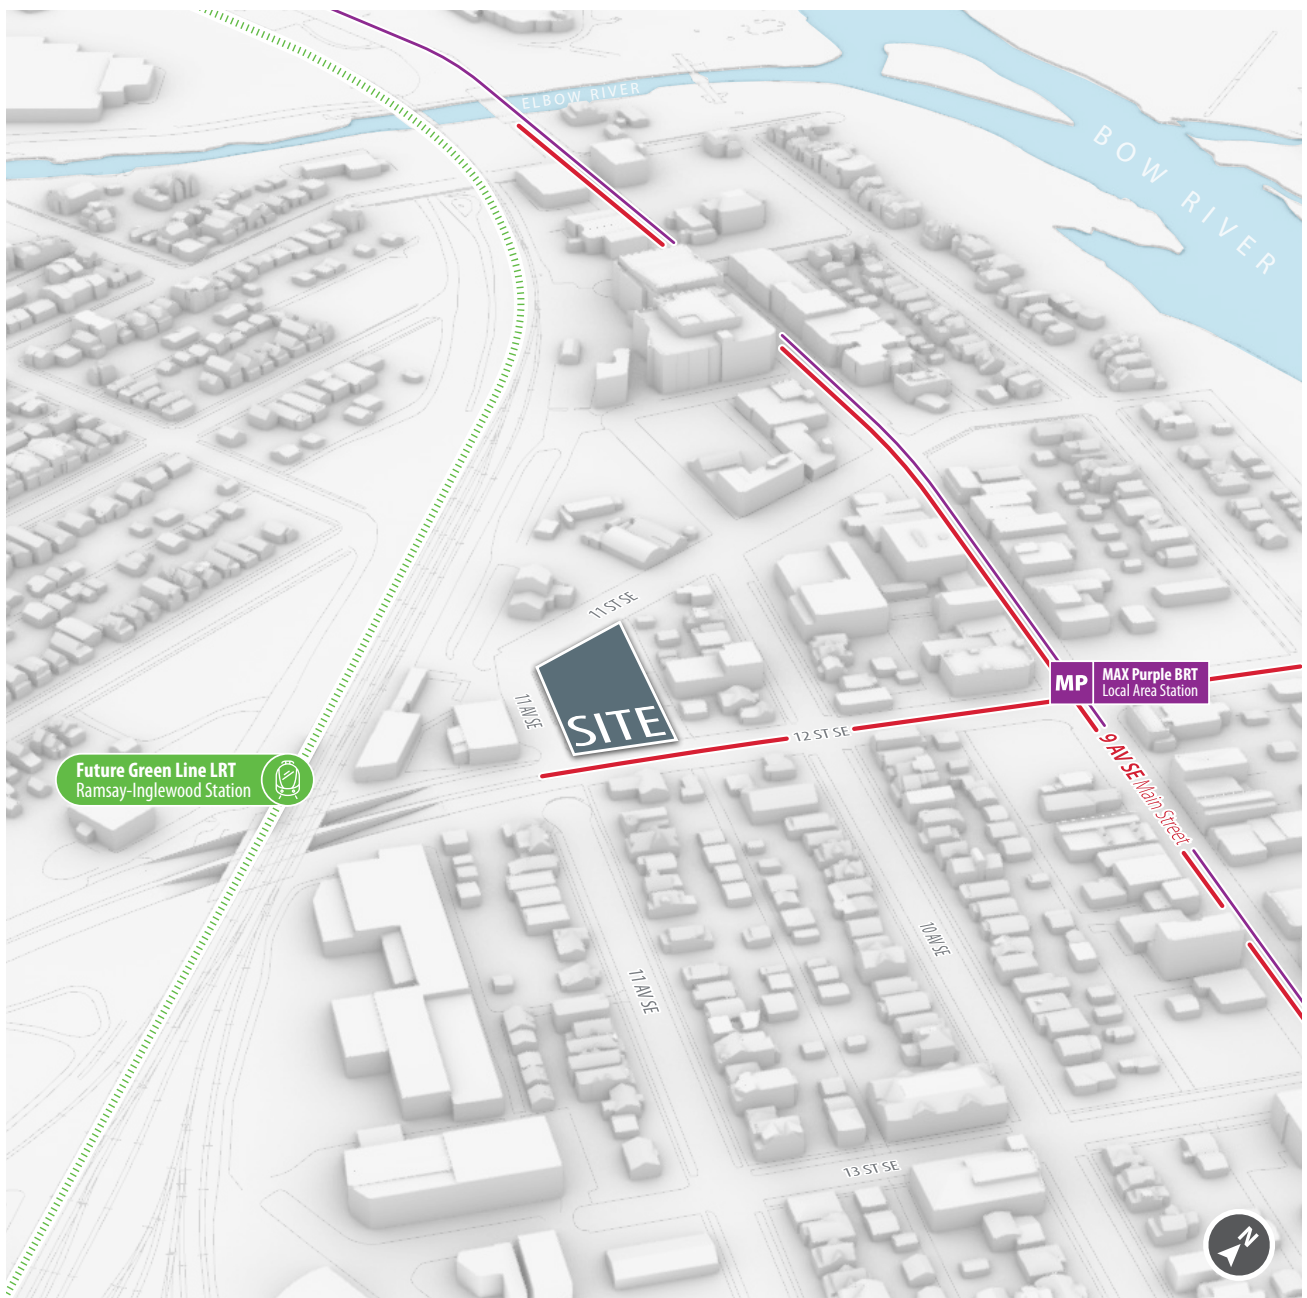 ELBOW RIVER
BOW RIVER
11 ST SE
11 AV SE
SITE
MP
MAX Purple BRT
Local Area Station
12 ST SE
9 AV SE Main Street
Future Green Line LRT
Ramsay-Inglewood Station
10 AV SE
11 AV SE
13 ST SE
N